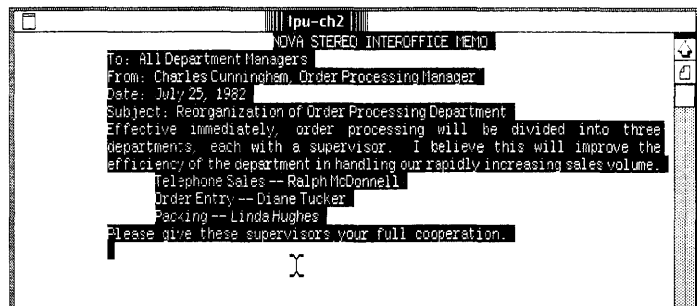 lpu-ch2
NOVA STEREO INTEROFFICE MEMO
To: All Department Managers
From: Charles Cunningham, Order Processing Manager
Date: July 25, 1982
Subject: Reorganization of Order Processing Department
Effective immediately, order processing will be divided into three
departments, each with a supervisor. I believe this will improve the
efficiency of the department in handling our rapidly increasing sales volume.
Telephone Sales -- Ralph McDonnell
Order Entry -- Diane Tucker
Packing -- Linda Hughes
Please give these supervisors your full cooperation.